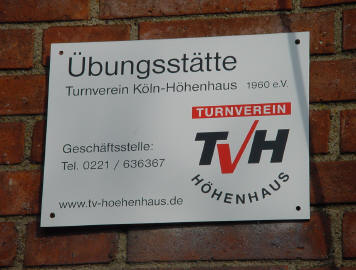 Übungsstätte
Turnverein Köln-Höhenhaus 1960 e.V.
TURNVEREIN
TVH
HÖHENHAUS
Geschäftsstelle:
Tel. 0221 / 636367
www.tv-hoehenhaus.de